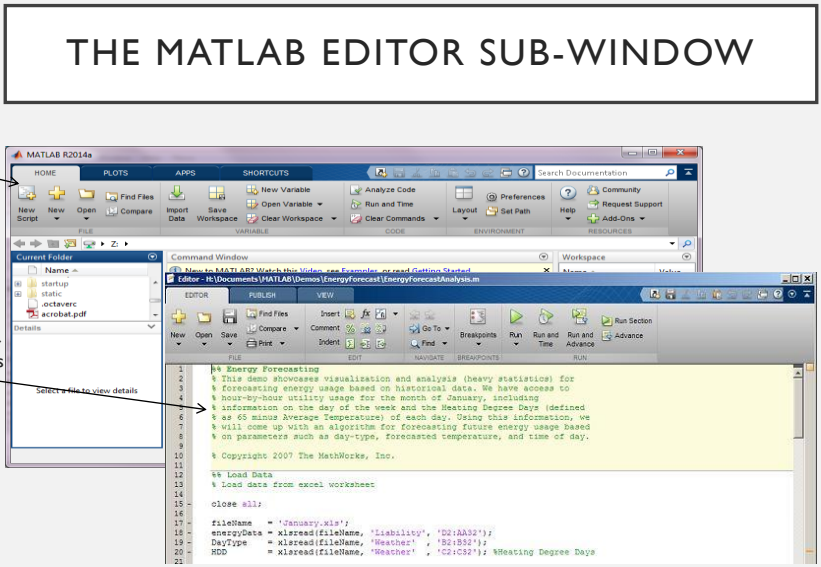 THE MATLAB EDITOR SUB-WINDOW
MATLAB R2014a
HOME PLOTS APPS SHORTCUTS Search Documentation
New Script New Open Find Files Compare Import Data Save Workspace New Variable Open Variable Clear Workspace Analyze Code Run and Time Clear Commands Layout Preferences Set Path Help Community Request Support Add-Ons
FILE VARIABLE CODE ENVIRONMENT RESOURCES
Z:
Current Folder Command Window Workspace
Name New to MATLAB? Watch this Video, see Examples, or read Getting Started.
startup
static
.octaverc
acrobat.pdf
Details
s
Select a file to view details
Editor - H:\Documents\MATLAB\Demos\EnergyForecast\EnergyForecastAnalysis.m
EDITOR PUBLISH VIEW
New Open Save Find Files Compare Print Insert fx Comment Indent Go To Find Breakpoints Run Run and Time Run and Advance Run Section Advance
FILE EDIT NAVIGATE BREAKPOINTS RUN
1 %% Energy Forecasting
2 % This demo showcases visualization and analysis (heavy statistics) for
3 % forecasting energy usage based on historical data. We have access to
4 % hour-by-hour utility usage for the month of January, including
5 % information on the day of the week and the Heating Degree Days (defined
6 % as 65 minus Average Temperature) of each day. Using this information, we
7 % will come up with an algorithm for forecasting future energy usage based
8 % on parameters such as day-type, forecasted temperature, and time of day.
9
10 % Copyright 2007 The MathWorks, Inc.
11
12 %% Load Data
13 % Load data from excel worksheet
14
15 - close all;
16
17 - fileName = 'January.xls';
18 - energyData = xlsread(fileName, 'Liability', 'D2:AA32');
19 - DayType = xlsread(fileName, 'Weather' , 'B2:B32');
20 - HDD = xlsread(fileName, 'Weather' , 'C2:C32'); %Heating Degree Days
21